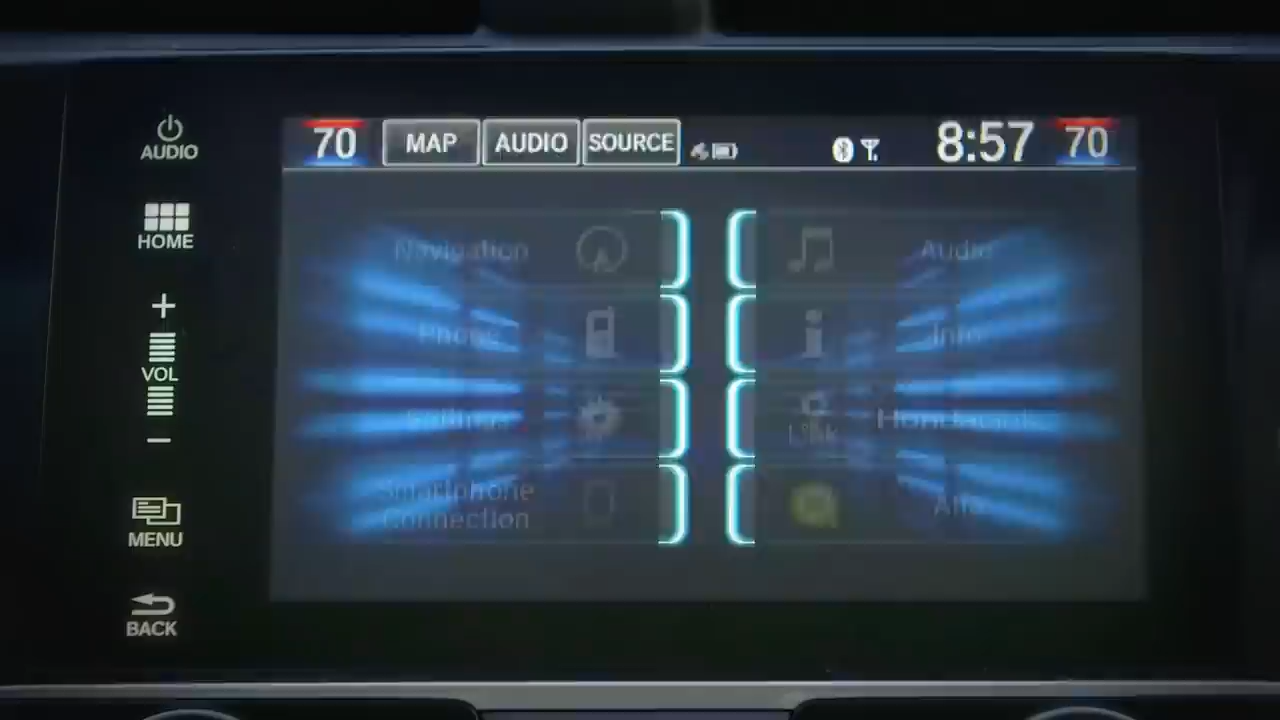 AUDIO
HOME
+
VOL
−
MENU
BACK
70 MAP AUDIO SOURCE 8:57 70
Navigation Audio
Phone Info
Settings Link HondaLink
Smartphone
Connection